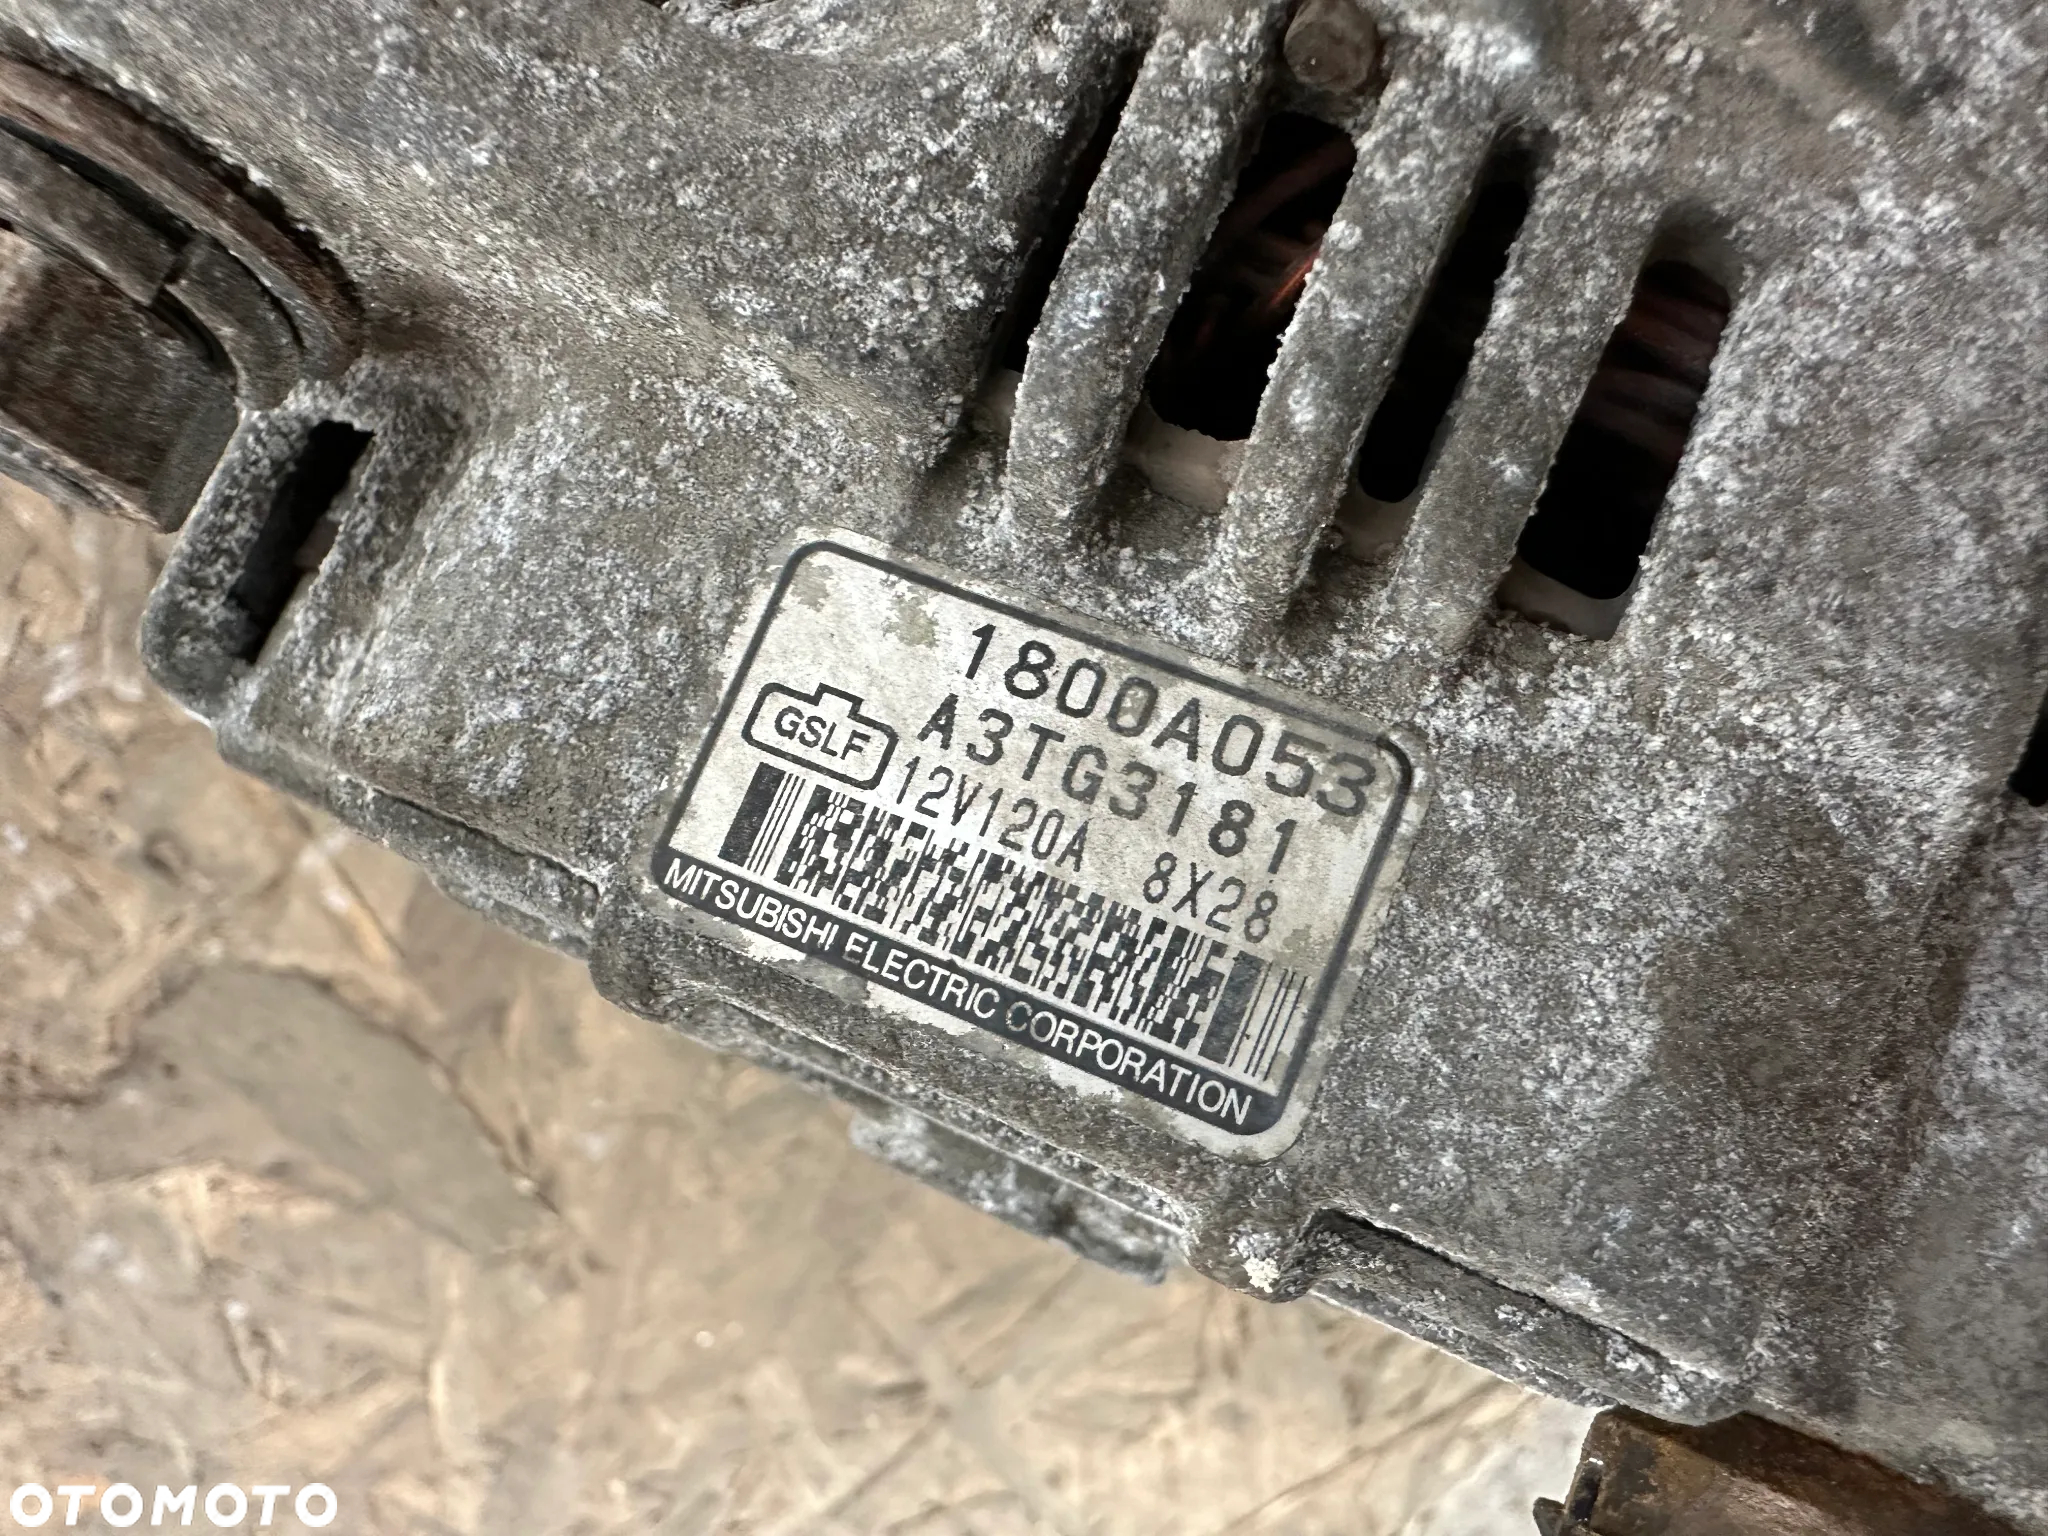 1800A053
A3TG3181
GSLF
12V120A 8X28
MITSUBISHI ELECTRIC CORPORATION
OTOMOTO